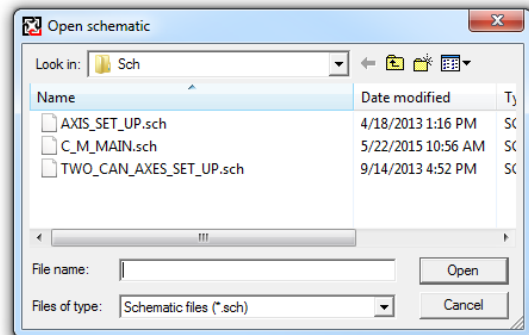 Open schematic
Look in: Sch
Name Date modified Ty
AXIS_SET_UP.sch 4/18/2013 1:16 PM SC
C_M_MAIN.sch 5/22/2015 10:56 AM SC
TWO_CAN_AXES_SET_UP.sch 9/14/2013 4:52 PM SC
File name: Open
Files of type: Schematic files (*.sch) Cancel